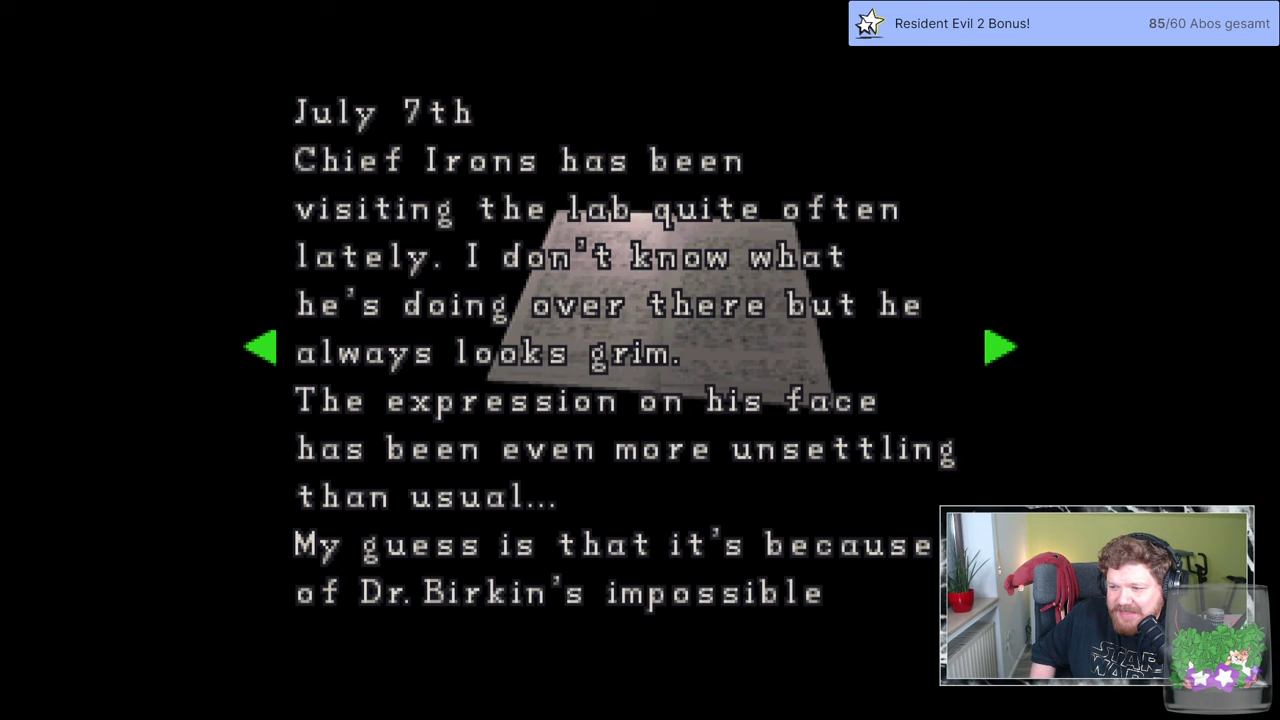 Resident Evil 2 Bonus!
85/60 Abos gesamt
July 7th
Chief Irons has been
visiting the lab quite often
lately. I don't know what
he's doing over there but he
always looks grim.
The expression on his face
has been even more unsettling
than usual...
My guess is that it's because
of Dr. Birkin's impossible
STAR
WARS